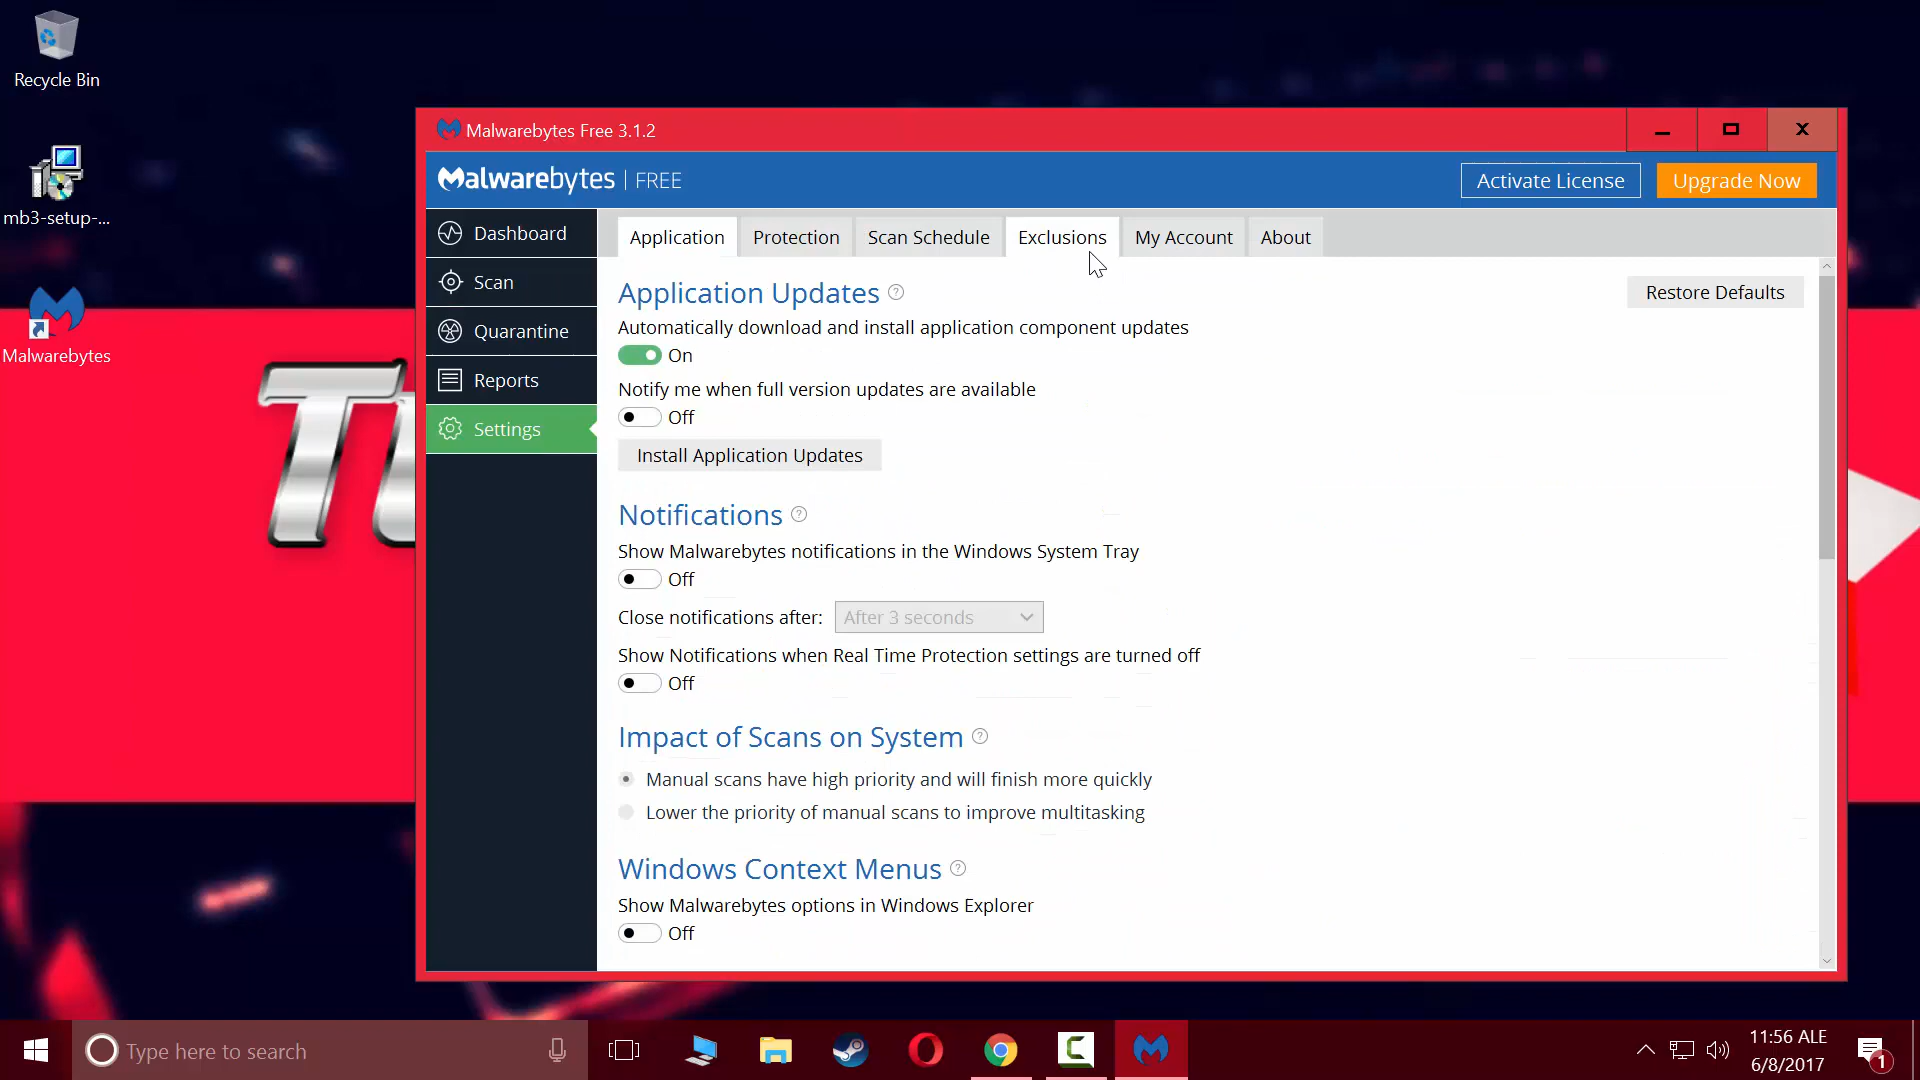 Recycle Bin
mb3-setup-...
Malwarebytes
Malwarebytes Free 3.1.2
Malwarebytes | FREE
Activate License
Upgrade Now
Dashboard
Scan
Quarantine
Reports
Settings
Application
Protection
Scan Schedule
Exclusions
My Account
About
Application Updates ?
Restore Defaults
Automatically download and install application component updates
On
Notify me when full version updates are available
Off
Install Application Updates
Notifications ?
Show Malwarebytes notifications in the Windows System Tray
Off
Close notifications after: After 3 seconds
Show Notifications when Real Time Protection settings are turned off
Off
Impact of Scans on System ?
Manual scans have high priority and will finish more quickly
Lower the priority of manual scans to improve multitasking
Windows Context Menus ?
Show Malwarebytes options in Windows Explorer
Off
Type here to search
11:56 ALE
6/8/2017
1